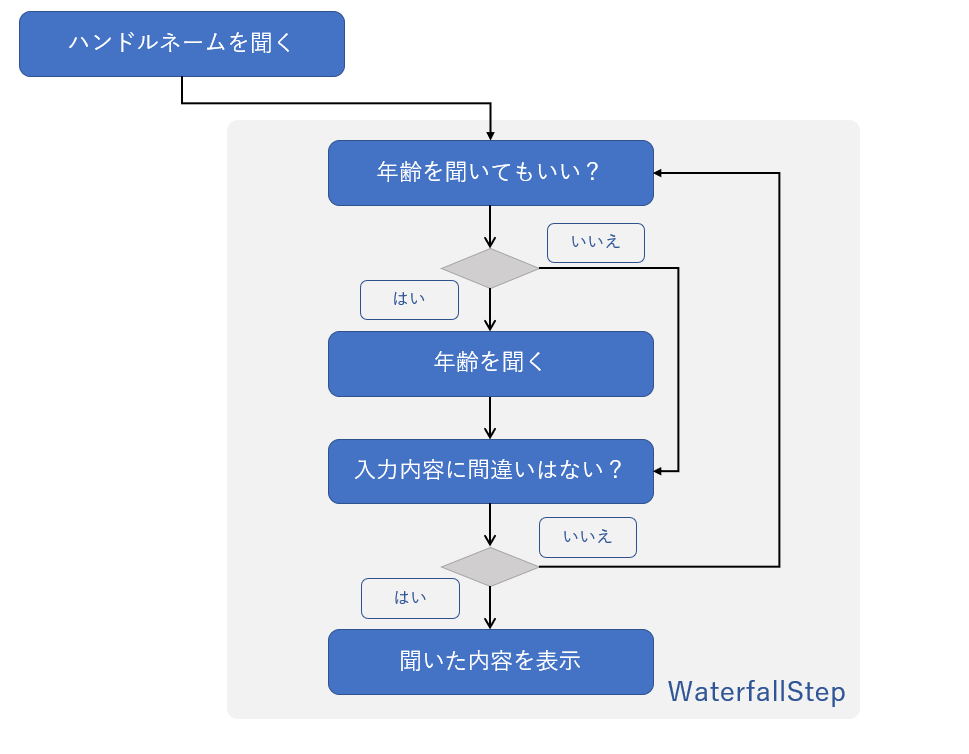 ハンドルネームを聞く
年齢を聞いてもいい？
いいえ
はい
年齢を聞く
入力内容に間違いはない？
いいえ
はい
聞いた内容を表示
WaterfallStep